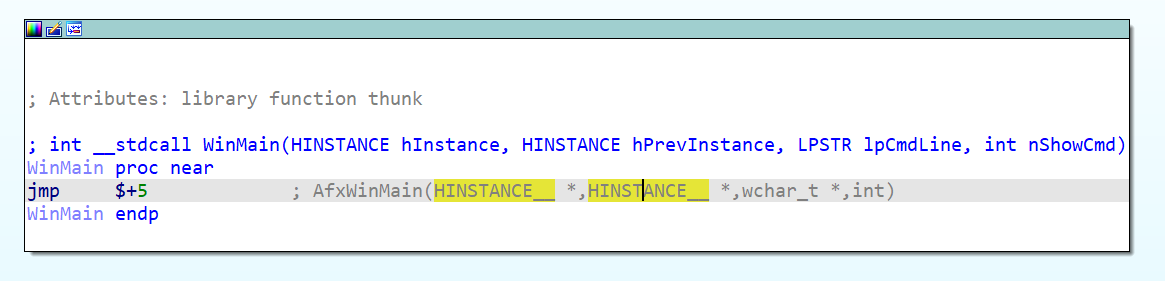 ; Attributes: library function thunk
; int __stdcall WinMain(HINSTANCE hInstance, HINSTANCE hPrevInstance, LPSTR lpCmdLine, int nShowCmd)
WinMain proc near
jmp     $+5             ; AfxWinMain(HINSTANCE__ *,HINSTANCE__ *,wchar_t *,int)
WinMain endp